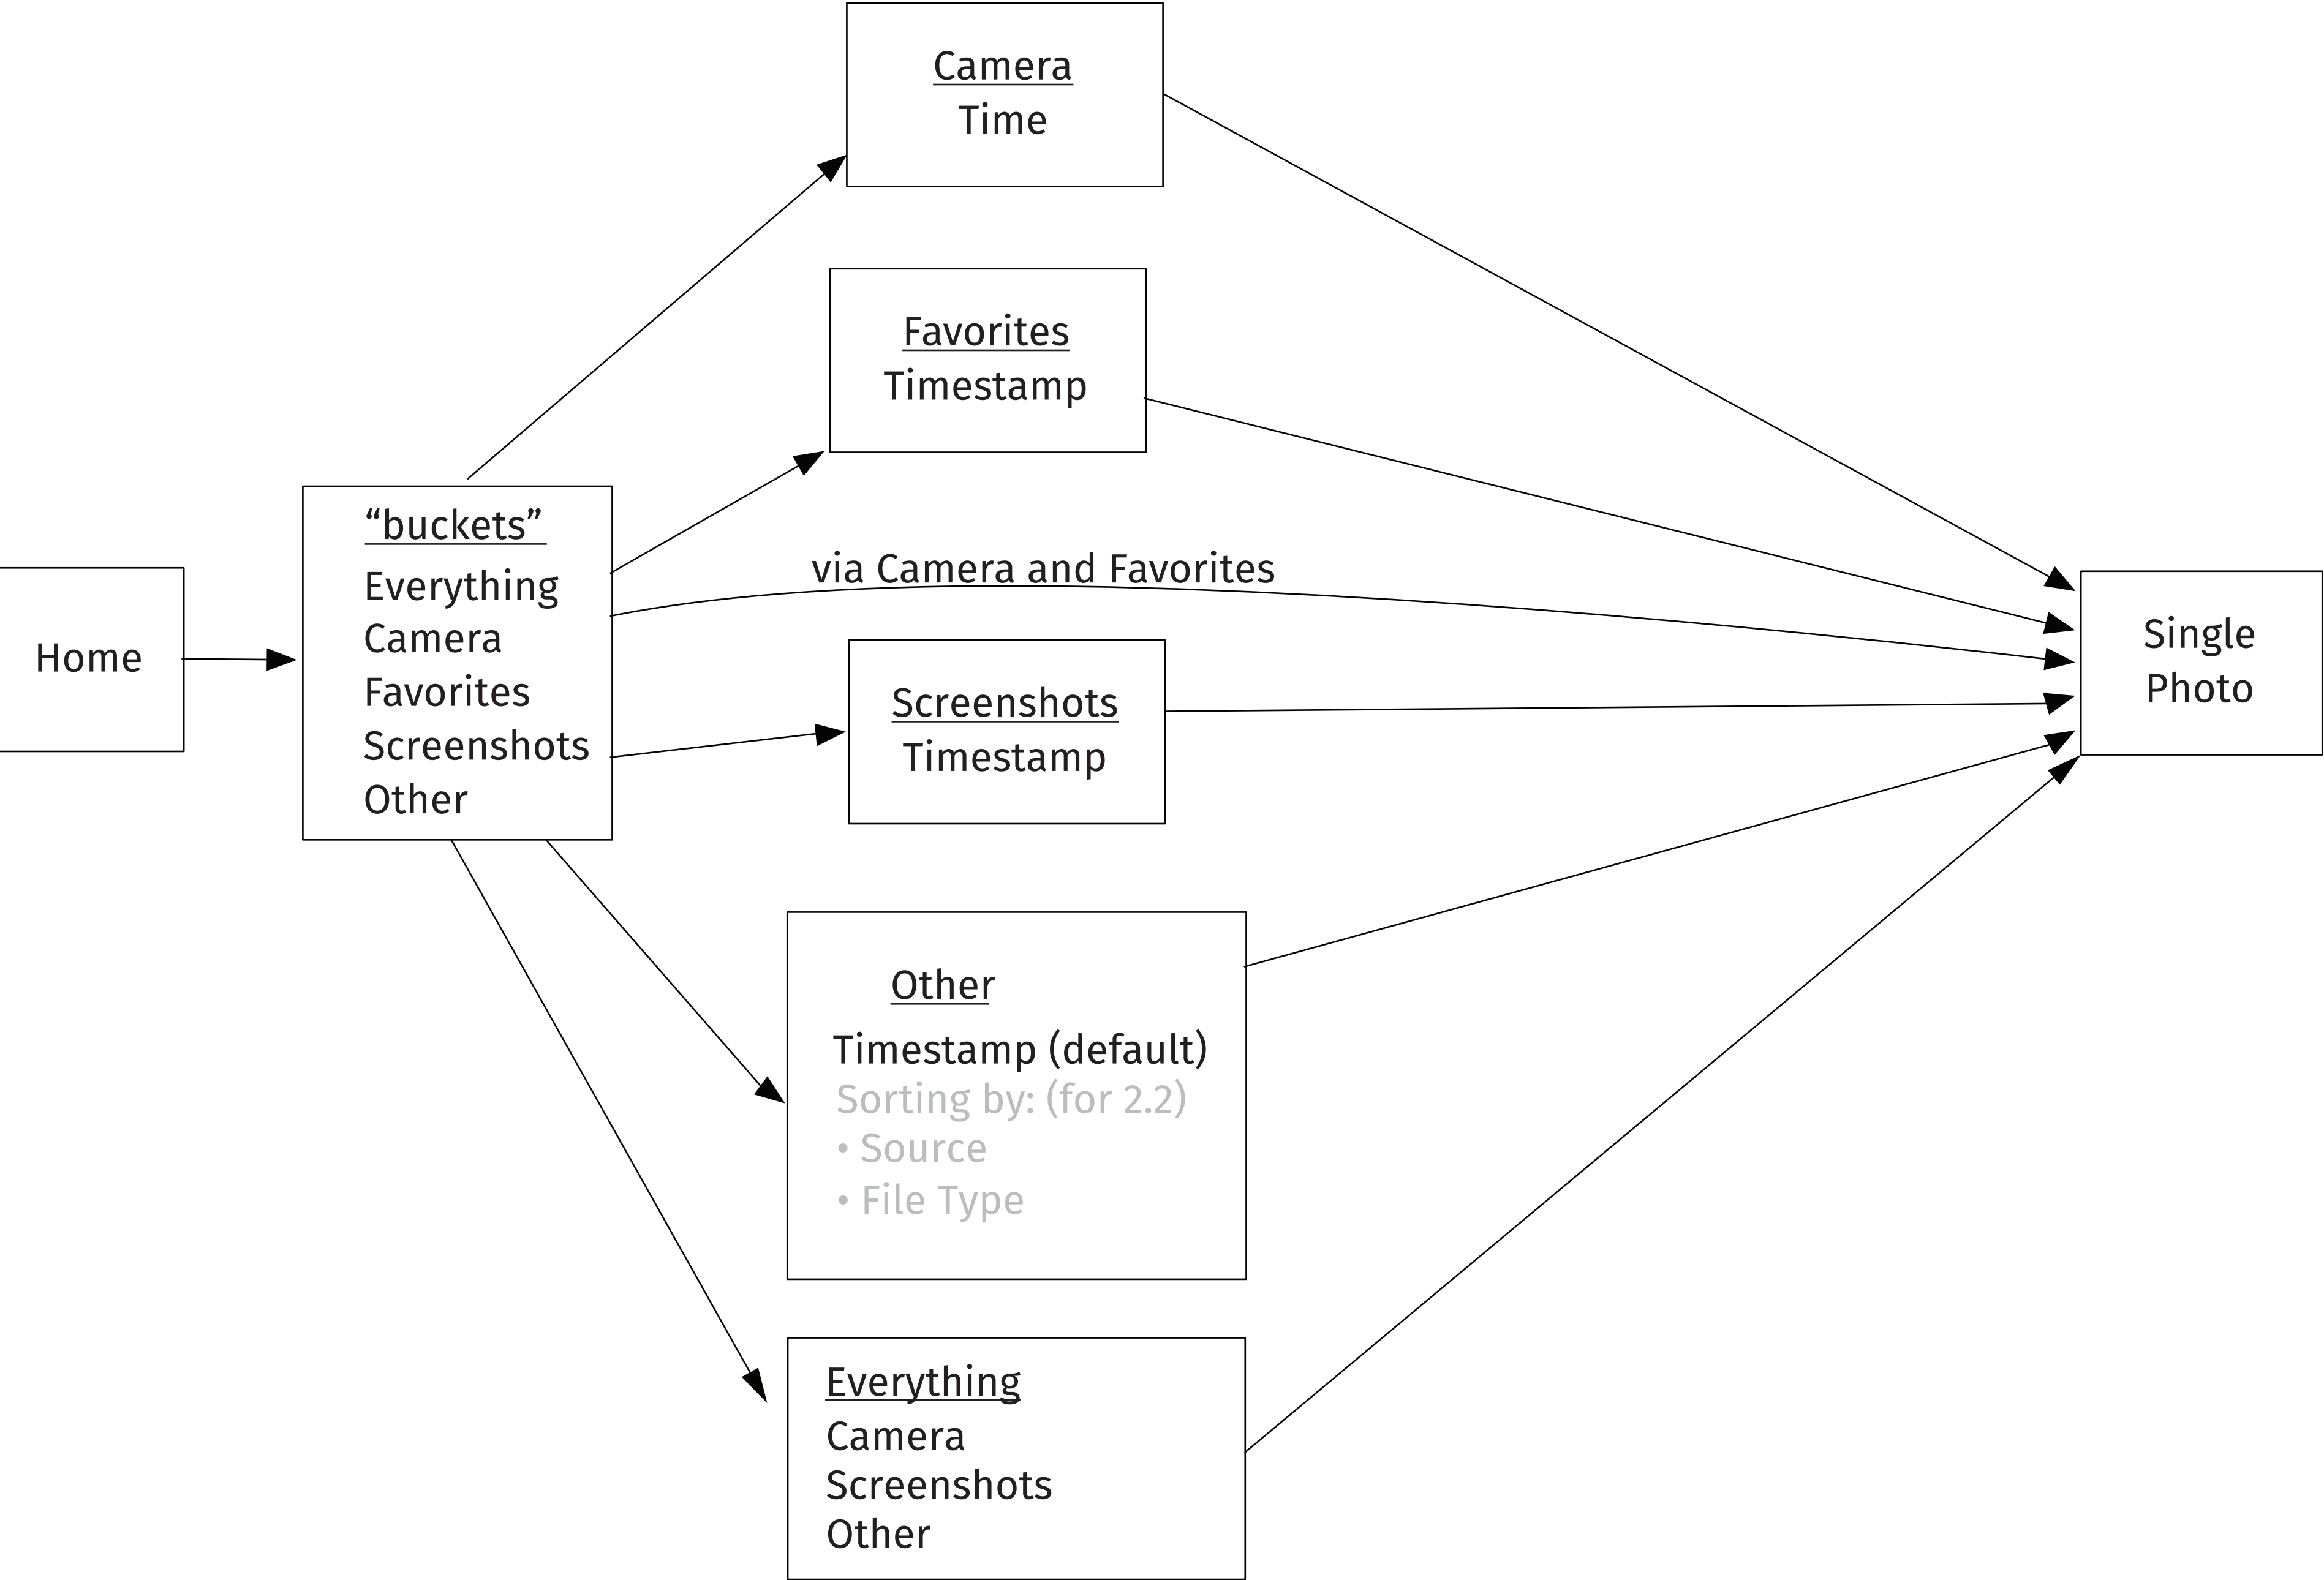 Home
“buckets”
Everything
Camera
Favorites
Screenshots
Other
Camera
Time
Favorites
Timestamp
via Camera and Favorites
Screenshots
Timestamp
Other
Timestamp (default)
Sorting by: (for 2.2)
• Source
• File Type
Everything
Camera
Screenshots
Other
Single
Photo